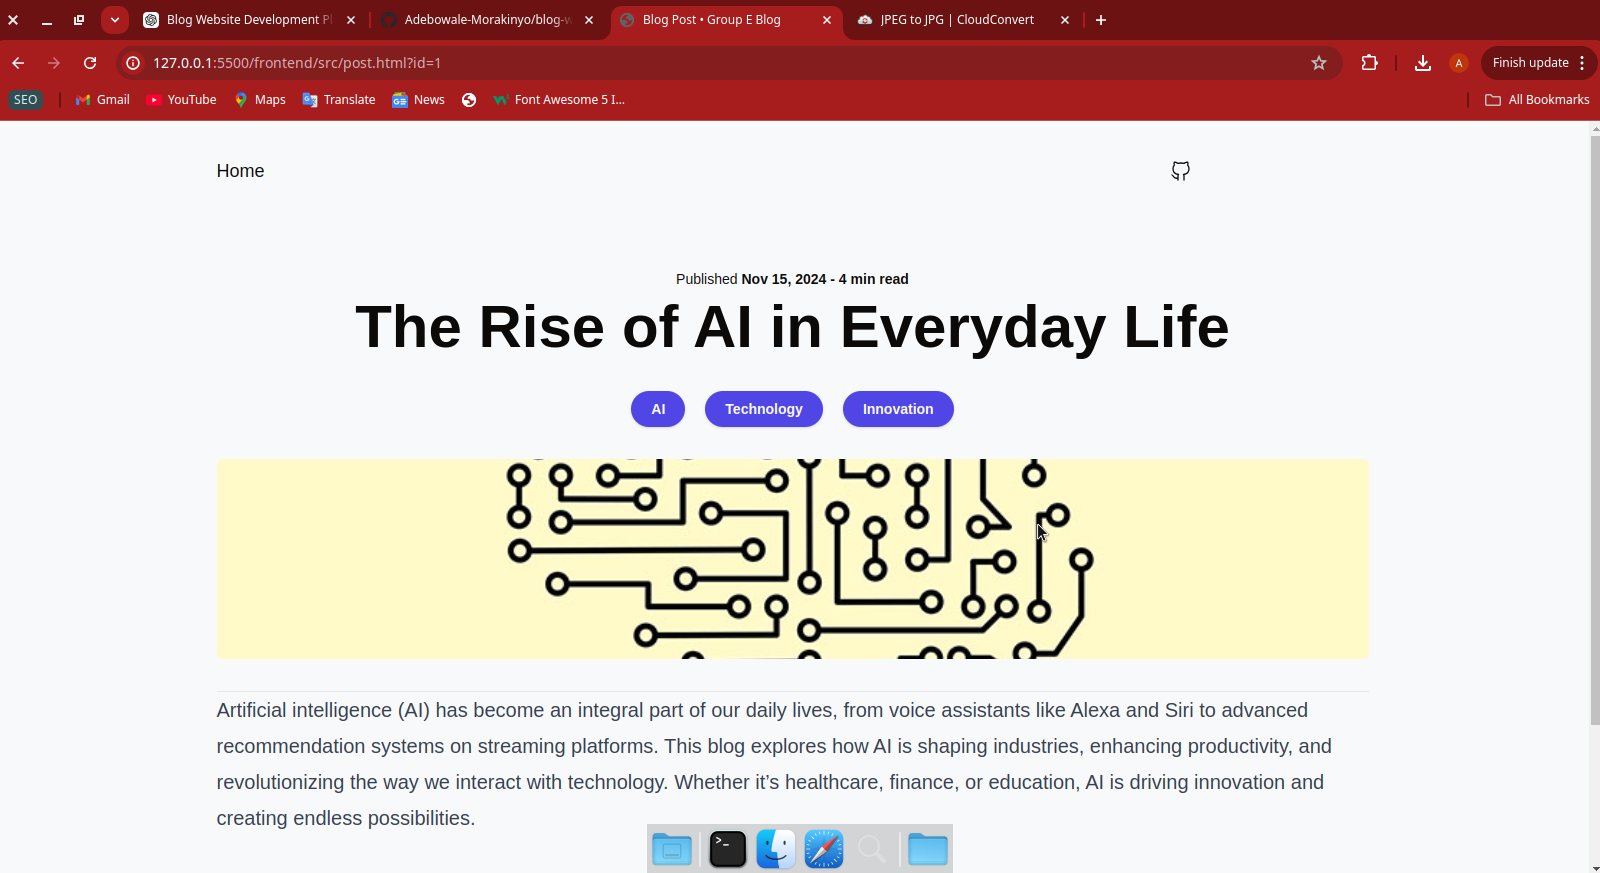 Blog Website Development Pl
Adebowale-Morakinyo/blog-w
Blog Post • Group E Blog
JPEG to JPG | CloudConvert
127.0.0.1:5500/frontend/src/post.html?id=1
A
Finish update
SEO
Gmail
YouTube
Maps
Translate
News
Font Awesome 5 I...
All Bookmarks
Home
Published Nov 15, 2024 - 4 min read
The Rise of AI in Everyday Life
AI
Technology
Innovation
Artificial intelligence (AI) has become an integral part of our daily lives, from voice assistants like Alexa and Siri to advanced
recommendation systems on streaming platforms. This blog explores how AI is shaping industries, enhancing productivity, and
revolutionizing the way we interact with technology. Whether it’s healthcare, finance, or education, AI is driving innovation and
creating endless possibilities.